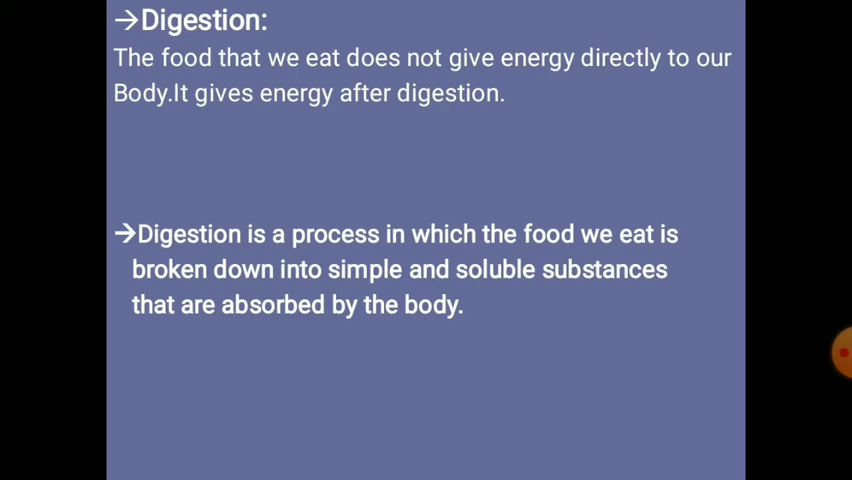 →Digestion:
The food that we eat does not give energy directly to our
Body.It gives energy after digestion.
→Digestion is a process in which the food we eat is
broken down into simple and soluble substances
that are absorbed by the body.